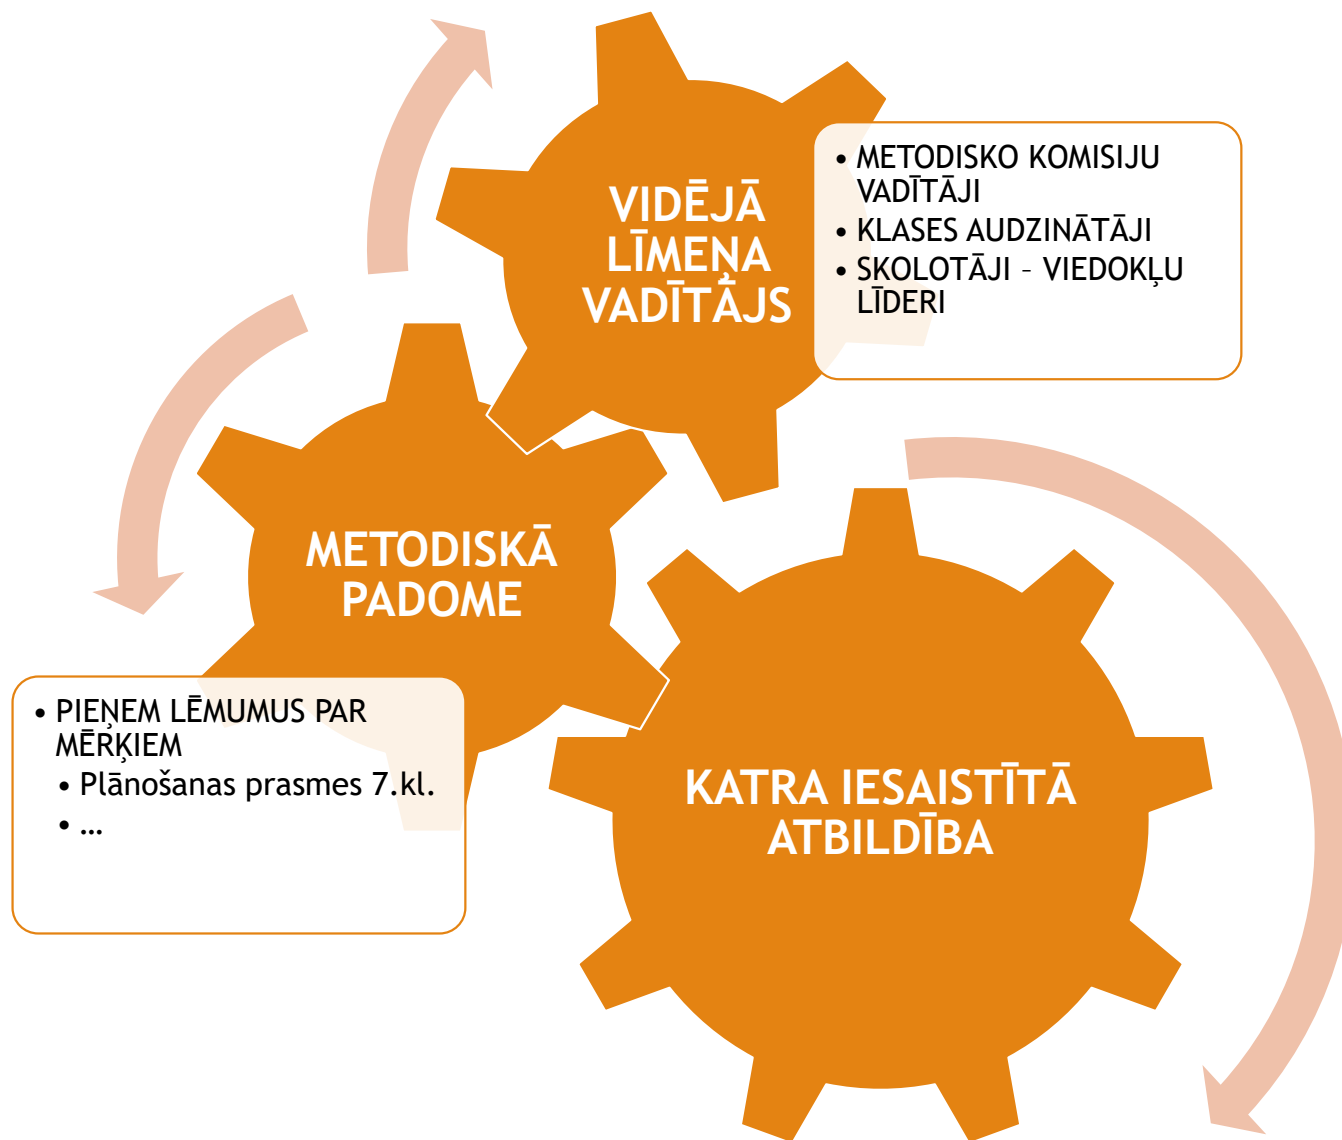 VIDĒJĀ
LĪMEŅA
VADĪTĀJS
• METODISKO KOMISIJU
VADĪTĀJI
• KLASES AUDZINĀTĀJI
• SKOLOTĀJI – VIEDOKĻU
LĪDERI
METODISKĀ
PADOME
• PIEŅEM LĒMUMUS PAR
MĒRĶIEM
• Plānošanas prasmes 7.kl.
• …
KATRA IESAISTĪTĀ
ATBILDĪBA